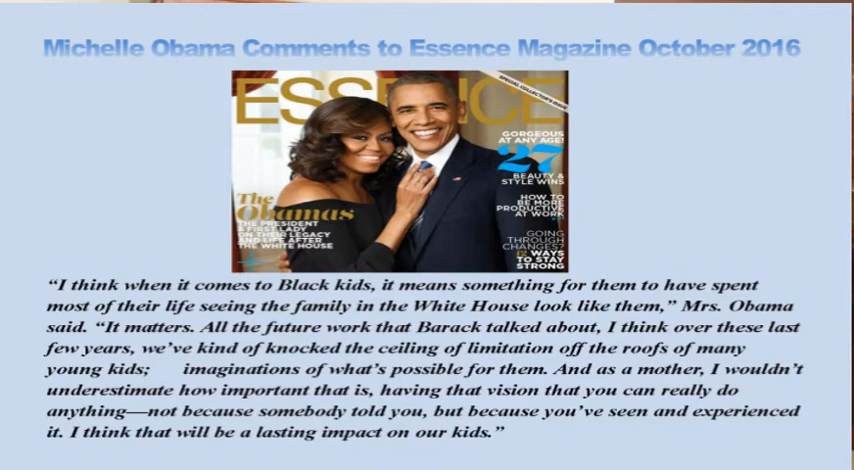 Michelle Obama Comments to Essence Magazine October 2016
ESSENCE
SPECIAL COLLECTOR'S ISSUE
GORGEOUS
AT ANY AGE!
27
BEAUTY &
STYLE WINS
HOW TO
BE MORE
PRODUCTIVE
AT WORK
GOING
THROUGH
CHANGES?
12 WAYS
TO STAY
STRONG
The
Obamas
THE PRESIDENT
& FIRST LADY
ON THEIR LEGACY
AND LIFE AFTER
THE WHITE HOUSE
“I think when it comes to Black kids, it means something for them to have spent
most of their life seeing the family in the White House look like them,” Mrs. Obama
said. “It matters. All the future work that Barack talked about, I think over these last
few years, we’ve kind of knocked the ceiling of limitation off the roofs of many
young kids; imaginations of what’s possible for them. And as a mother, I wouldn’t
underestimate how important that is, having that vision that you can really do
anything—not because somebody told you, but because you’ve seen and experienced
it. I think that will be a lasting impact on our kids.”